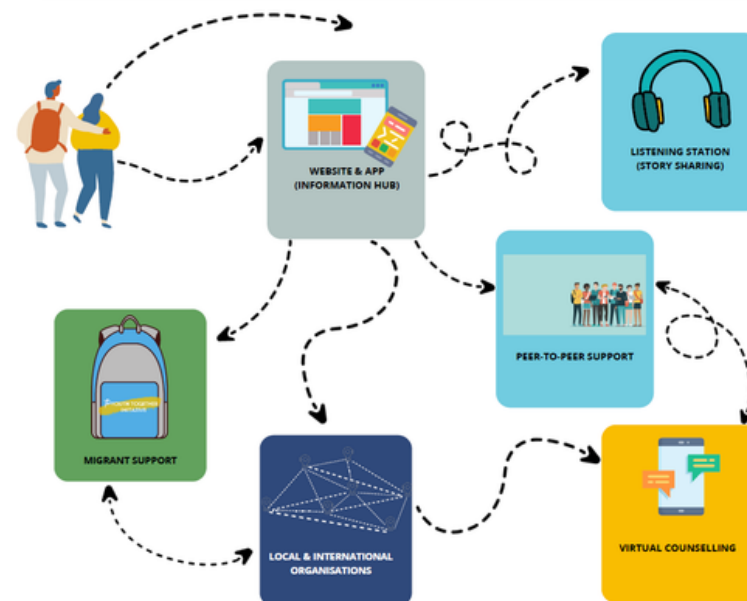 WEBSITE & APP
(INFORMATION HUB)
LISTENING STATION
(STORY SHARING)
PEER-TO-PEER SUPPORT
MIGRANT SUPPORT
LOCAL & INTERNATIONAL
ORGANISATIONS
VIRTUAL COUNSELLING